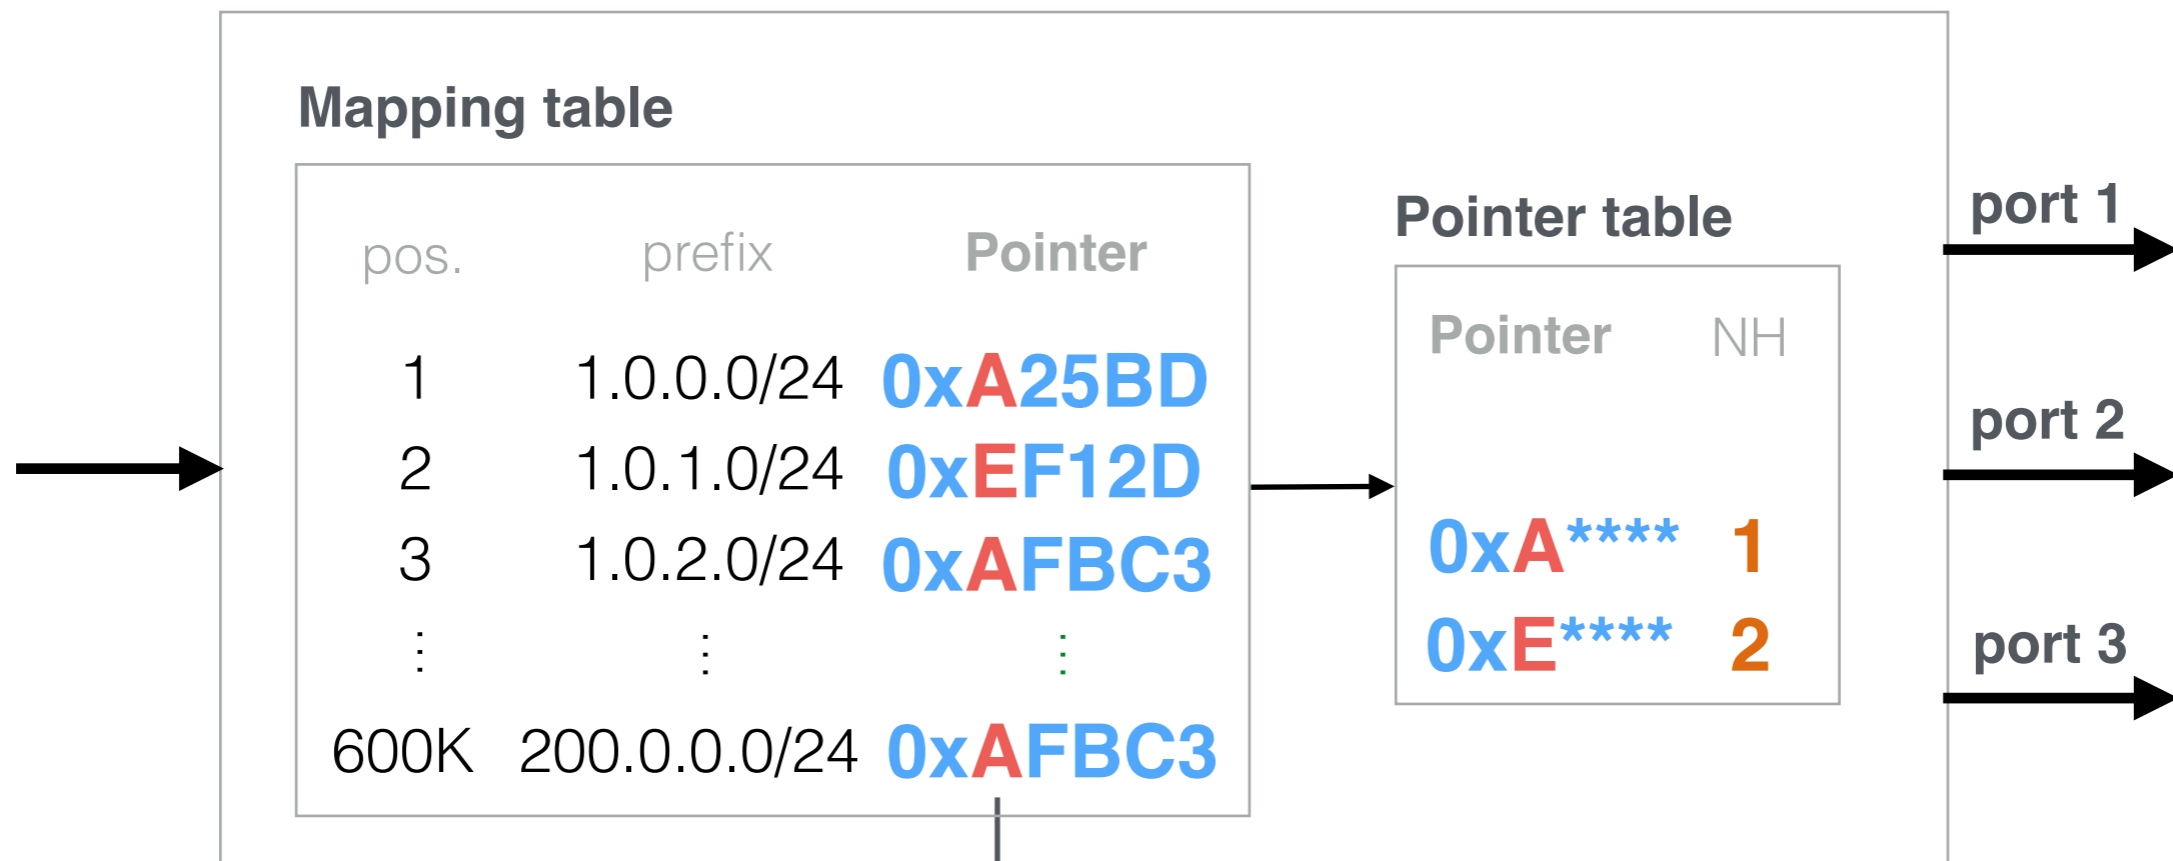 Mapping table
pos. prefix Pointer
1 1.0.0.0/24 0xA25BD
2 1.0.1.0/24 0xEF12D
3 1.0.2.0/24 0xAFBC3
⋮ ⋮ ⋮
600K 200.0.0.0/24 0xAFBC3
Pointer table
Pointer NH
0xA**** 1
0xE**** 2
port 1
port 2
port 3